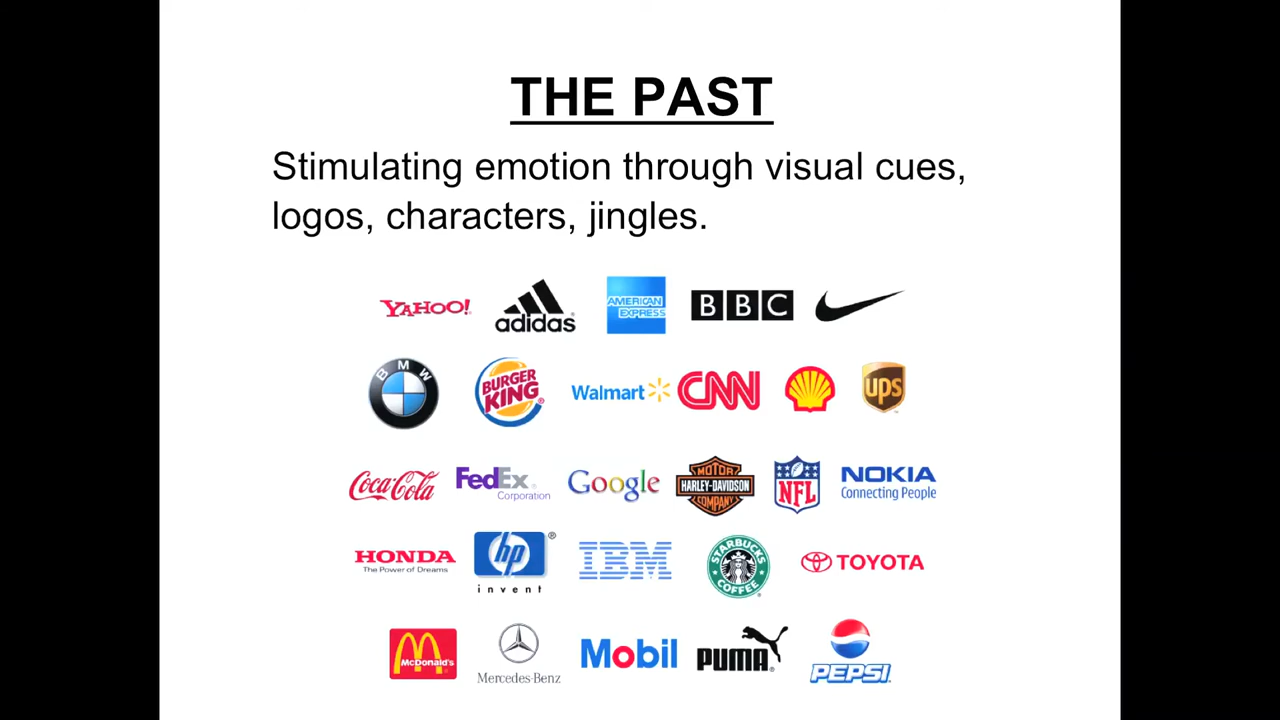 THE PAST
Stimulating emotion through visual cues,
logos, characters, jingles.
YAHOO! adidas AMERICAN EXPRESS BBC
BMW BURGER KING ® Walmart CNN ups
Coca-Cola FedEx ® Corporation Google MOTOR HARLEY-DAVIDSON COMPANY NFL NOKIA Connecting People
HONDA The Power of Dreams hp ® invent IBM STARBUCKS COFFEE ® TOYOTA
M McDonald's Mercedes-Benz Mobil PUMA® PEPSI